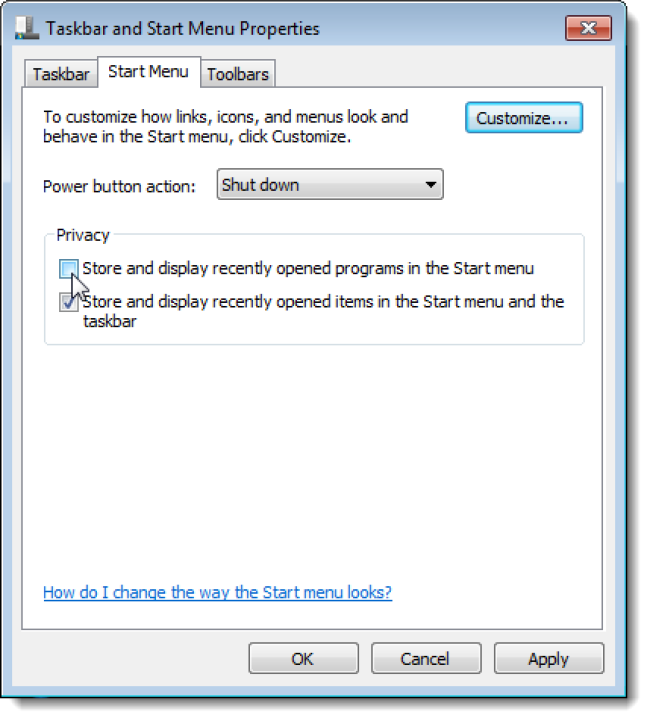 Taskbar and Start Menu Properties
Taskbar
Start Menu
Toolbars
To customize how links, icons, and menus look and
behave in the Start menu, click Customize.
Customize...
Power button action:
Shut down
Privacy
Store and display recently opened programs in the Start menu
Store and display recently opened items in the Start menu and the
taskbar
How do I change the way the Start menu looks?
OK
Cancel
Apply